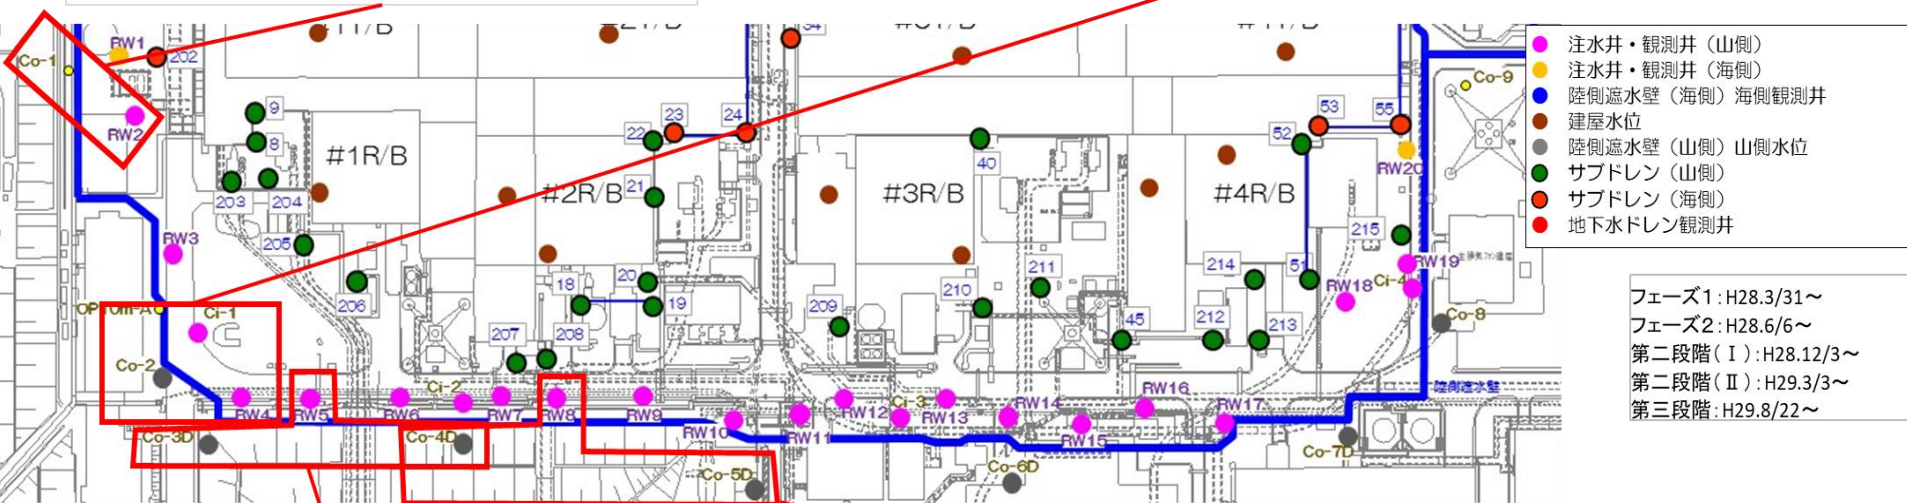 RW1
202
Co-1
RW2
9
8
203
204
205
206
#1R/B
22
23
24
21
#2R/B
20
19
18
207
208
40
#3R/B
209
210
211
45
52
53
55
RW20
#4R/B
215
214
51
212
213
RW19
Ci-4
RW18
Co-9
Co-8
RW3
OP10m-A
Ci-1
Co-2
RW4
RW5
RW6
Ci-2
RW7
RW8
RW9
RW10
RW11
RW12
Ci-3
RW13
RW14
RW15
RW16
RW17
陸側遮水壁
Co-3D
Co-4D
Co-5D
Co-6D
Co-7D
注水井・観測井（山側）
注水井・観測井（海側）
陸側遮水壁（海側）海側観測井
建屋水位
陸側遮水壁（山側）山側水位
サブドレン（山側）
サブドレン（海側）
地下水ドレン観測井
フェーズ1：H28.3/31～
フェーズ2：H28.6/6～
第二段階（Ⅰ）：H28.12/3～
第二段階（Ⅱ）：H29.3/3～
第三段階：H29.8/22～